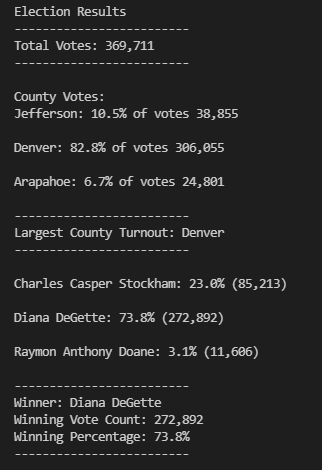 Election Results
-------------------------
Total Votes: 369,711
-------------------------
County Votes:
Jefferson: 10.5% of votes 38,855
Denver: 82.8% of votes 306,055
Arapahoe: 6.7% of votes 24,801
-------------------------
Largest County Turnout: Denver
-------------------------
Charles Casper Stockham: 23.0% (85,213)
Diana DeGette: 73.8% (272,892)
Raymon Anthony Doane: 3.1% (11,606)
-------------------------
Winner: Diana DeGette
Winning Vote Count: 272,892
Winning Percentage: 73.8%
-------------------------